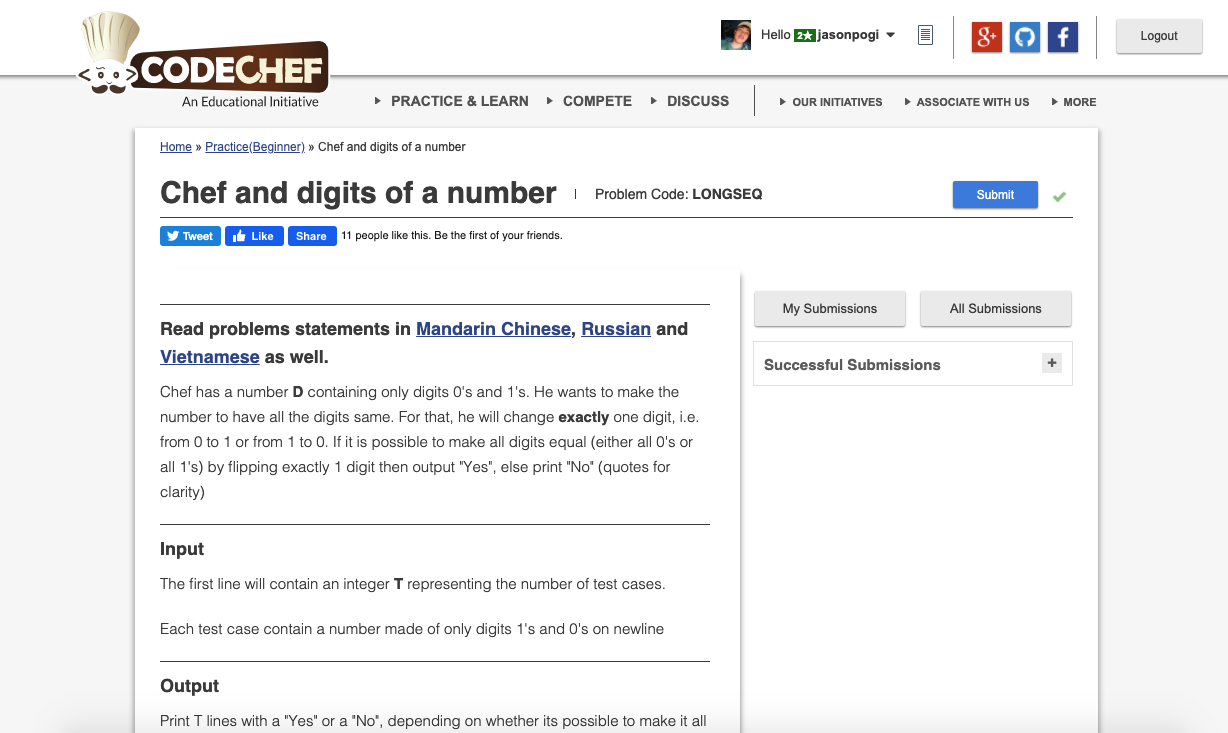 Hello 2★ jasonpogi
g+
f
Logout
CODECHEF
An Educational Initiative
PRACTICE & LEARN
COMPETE
DISCUSS
OUR INITIATIVES
ASSOCIATE WITH US
MORE
Home » Practice(Beginner) » Chef and digits of a number
Chef and digits of a number
Problem Code: LONGSEQ
Submit
Tweet
Like
Share
11 people like this. Be the first of your friends.
Read problems statements in Mandarin Chinese, Russian and
Vietnamese as well.
Chef has a number D containing only digits 0's and 1's. He wants to make the
number to have all the digits same. For that, he will change exactly one digit, i.e.
from 0 to 1 or from 1 to 0. If it is possible to make all digits equal (either all 0's or
all 1's) by flipping exactly 1 digit then output "Yes", else print "No" (quotes for
clarity)
Input
The first line will contain an integer T representing the number of test cases.
Each test case contain a number made of only digits 1's and 0's on newline
Output
Print T lines with a "Yes" or a "No", depending on whether its possible to make it all
My Submissions
All Submissions
Successful Submissions
+